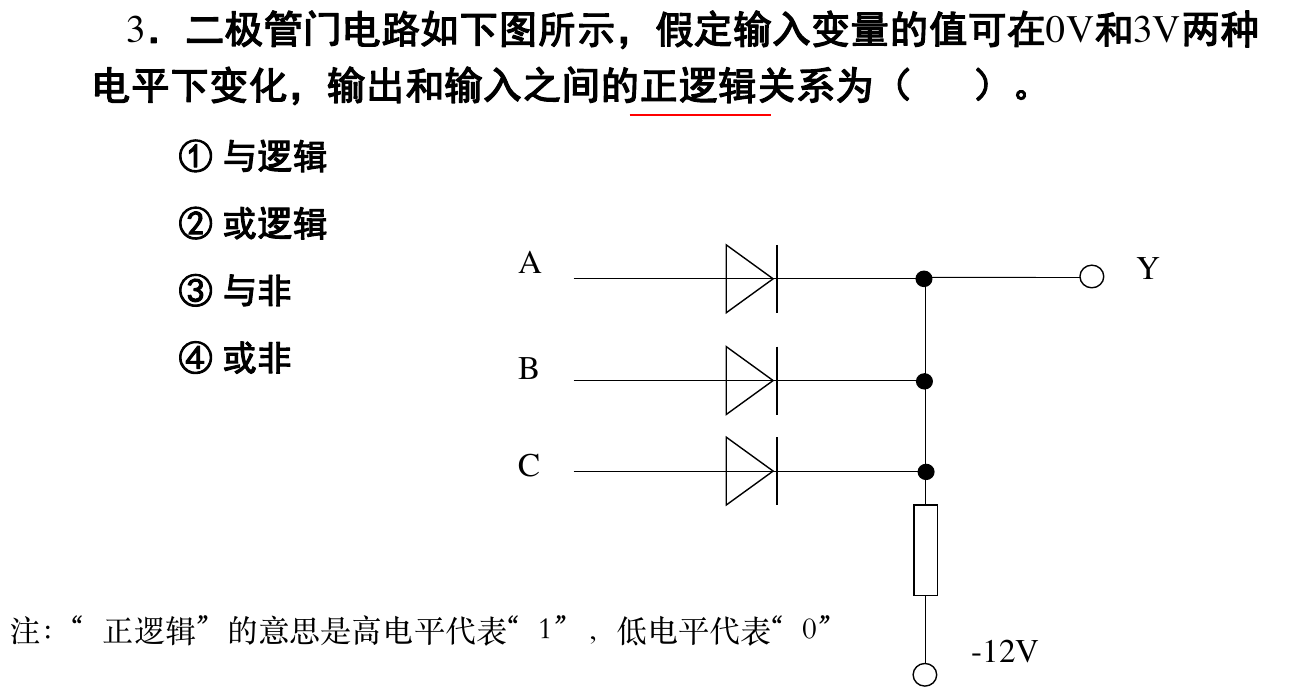 3．二极管门电路如下图所示，假定输入变量的值可在0V和3V两种
电平下变化，输出和输入之间的正逻辑关系为（ ）。
① 与逻辑
② 或逻辑
③ 与非
④ 或非
A
Y
B
C
注：“ 正逻辑”的意思是高电平代表“ 1”，低电平代表“ 0”
-12V